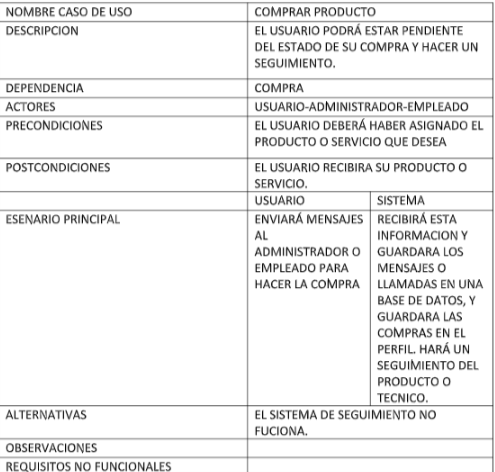 NOMBRE CASO DE USO
COMPRAR PRODUCTO
DESCRIPCION
EL USUARIO PODRÁ ESTAR PENDIENTE
DEL ESTADO DE SU COMPRA Y HACER UN
SEGUIMIENTO.
DEPENDENCIA
COMPRA
ACTORES
USUARIO-ADMINISTRADOR-EMPLEADO
PRECONDICIONES
EL USUARIO DEBERÁ HABER ASIGNADO EL
PRODUCTO O SERVICIO QUE DESEA
POSTCONDICIONES
EL USUARIO RECIBIRA SU PRODUCTO O
SERVICIO.
USUARIO
SISTEMA
ESENARIO PRINCIPAL
ENVIARÁ MENSAJES
AL
ADMINISTRADOR O
EMPLEADO PARA
HACER LA COMPRA
RECIBIRÁ ESTA
INFORMACION Y
GUARDARA LOS
MENSAJES O
LLAMADAS EN UNA
BASE DE DATOS, Y
GUARDARA LAS
COMPRAS EN EL
PERFIL. HARÁ UN
SEGUIMIENTO DEL
PRODUCTO O
TECNICO.
ALTERNATIVAS
EL SISTEMA DE SEGUIMIENTO NO
FUCIONA.
OBSERVACIONES
REQUISITOS NO FUNCIONALES